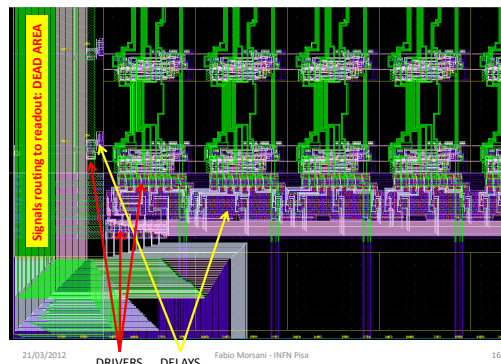 Signals routing to readout: DEAD AREA
DRIVERS DELAYS
21/03/2012 Fabio Morsani - INFN Pisa 16